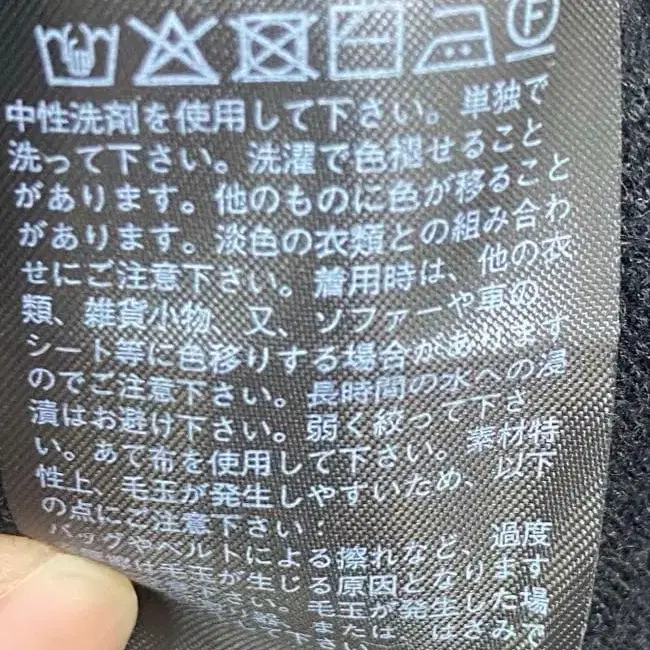 F
中性洗剤を使用して下さい。単独で
洗って下さい。洗濯で色褪せること
があります。他のものに色が移ること
があります。淡色の衣類との組み合わ
せにご注意下さい。着用時は、他の衣
類、雑貨小物、又、ソファーや車の
シート等に色移りする場合があります
のでご注意下さい。長時間の水への浸
漬はお避け下さい。弱く絞って下さ
い。あて布を使用して下さい。素材特
性上、毛玉が発生しやすいため、以下
の点にご注意下さい：
バッグやベルトによる擦れなど、過度
は毛玉が生じる原因となります
さい。毛玉が発生した場
または はさみで
して下さい